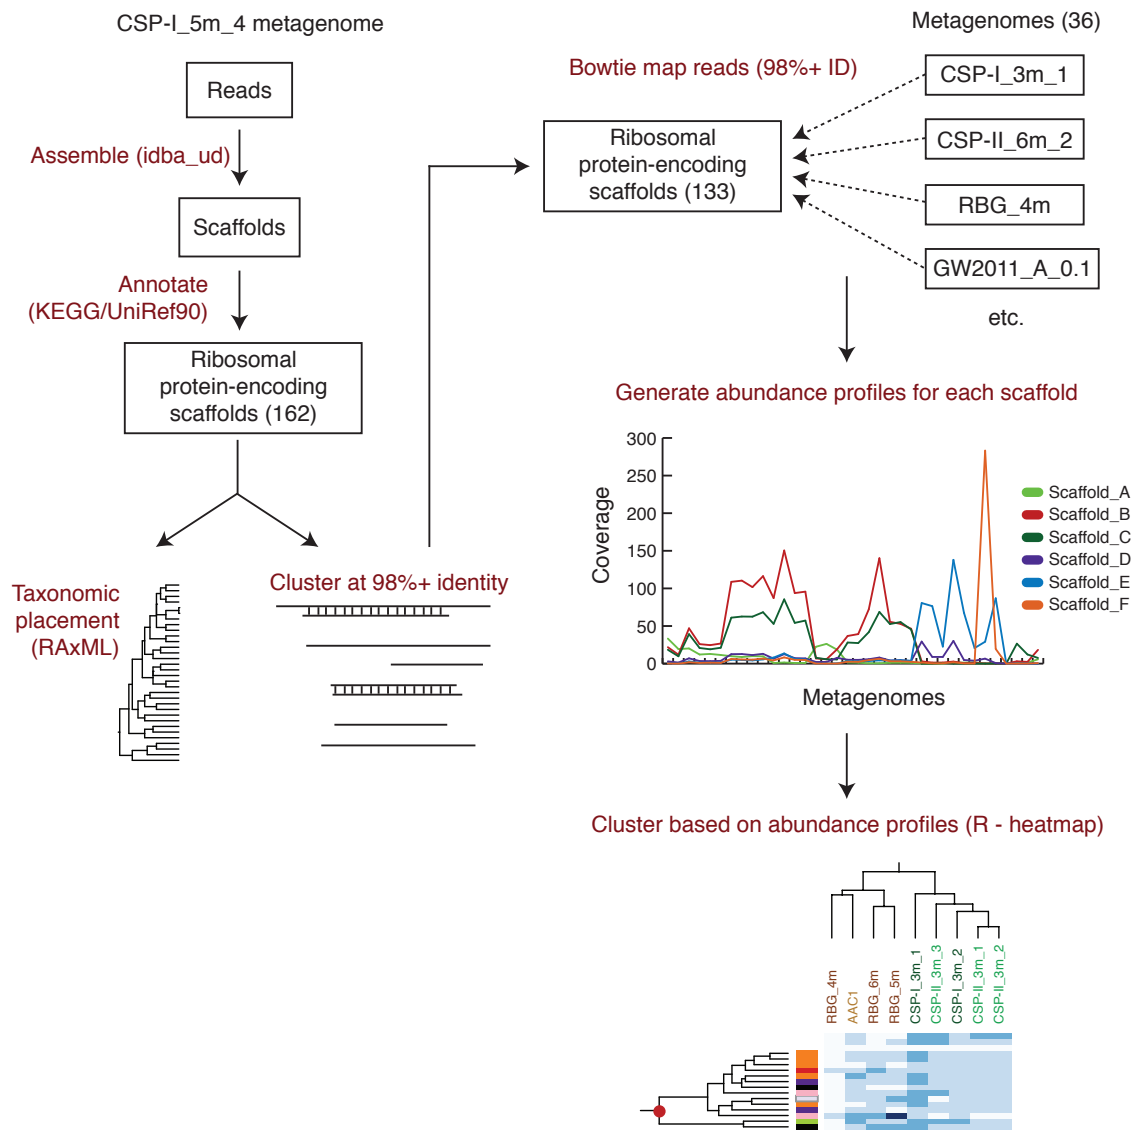 CSP-I_5m_4 metagenome
Reads
Assemble (idba_ud)
Scaffolds
Annotate
(KEGG/UniRef90)
Ribosomal
protein-encoding
scaffolds (162)
Taxonomic
placement
(RAxML)
Cluster at 98%+ identity
Metagenomes (36)
Bowtie map reads (98%+ ID)
CSP-I_3m_1
CSP-II_6m_2
RBG_4m
GW2011_A_0.1
etc.
Ribosomal
protein-encoding
scaffolds (133)
Generate abundance profiles for each scaffold
Coverage
300
250
200
150
100
50
0
Scaffold_A
Scaffold_B
Scaffold_C
Scaffold_D
Scaffold_E
Scaffold_F
Metagenomes
Cluster based on abundance profiles (R - heatmap)
RBG_4m
AAC1
RBG_6m
RBG_5m
CSP-I_3m_1
CSP-II_3m_3
CSP-I_3m_2
CSP-II_3m_1
CSP-II_3m_2